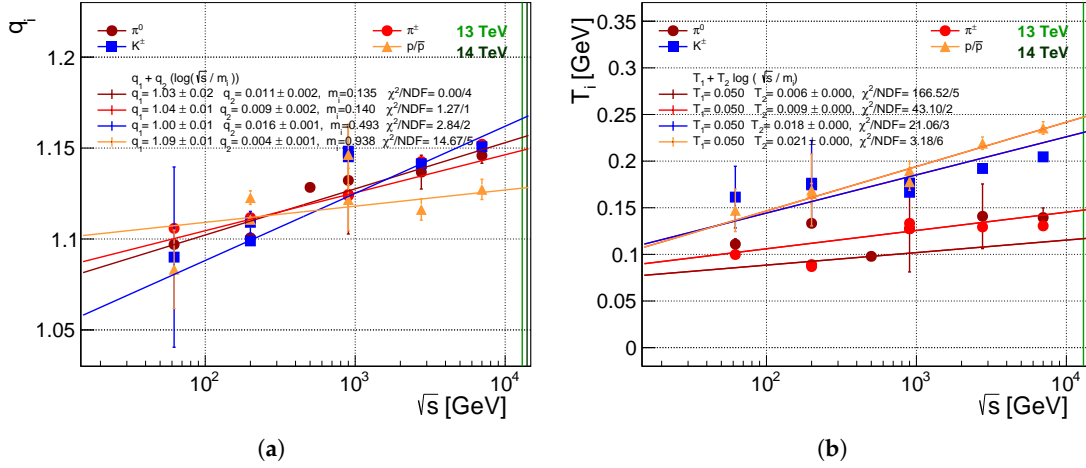 q_i
1.2
1.15
1.1
1.05
π⁰
K±
π±
p/p̅
13 TeV
14 TeV
q₁ + q₂ (log(√s / m_i))
q₁ = 1.03 ± 0.02 q₂ = 0.011 ± 0.002, m_i=0.135 χ²/NDF= 0.00/4
q₁ = 1.04 ± 0.01 q₂ = 0.009 ± 0.002, m_i=0.140 χ²/NDF= 1.27/1
q₁ = 1.00 ± 0.01 q₂ = 0.016 ± 0.001, m_i=0.493 χ²/NDF= 2.84/2
q₁ = 1.09 ± 0.01 q₂ = 0.004 ± 0.001, m_i=0.938 χ²/NDF= 14.67/5
10² 10³ 10⁴
√s [GeV]
(a)
T_i [GeV]
0.35
0.3
0.25
0.2
0.15
0.1
0.05
0
π⁰
K±
π±
p/p̅
13 TeV
14 TeV
T₁ + T₂ log ( √s / m_i)
T₁= 0.050 T₂= 0.006 ± 0.000, χ²/NDF= 166.52/5
T₁= 0.050 T₂= 0.009 ± 0.000, χ²/NDF= 43.10/2
T₁= 0.050 T₂= 0.018 ± 0.000, χ²/NDF= 21.06/3
T₁= 0.050 T₂= 0.021 ± 0.000, χ²/NDF= 3.18/6
10² 10³ 10⁴
√s [GeV]
(b)